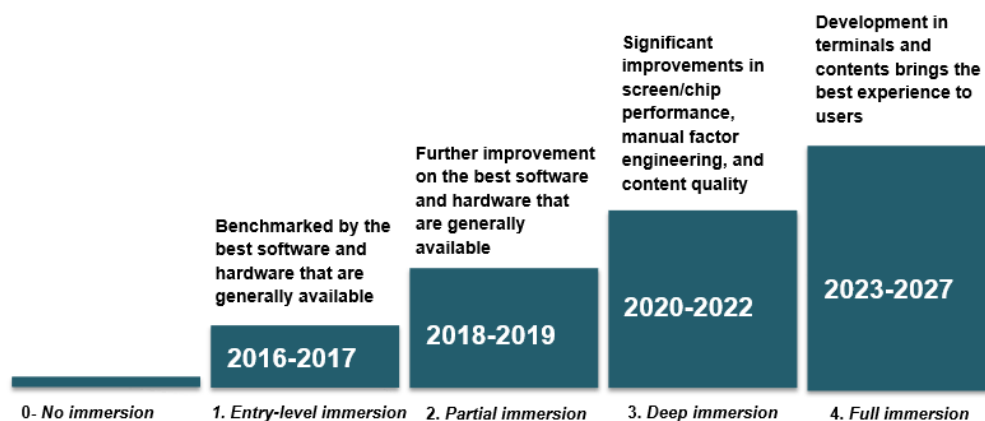 Development in
terminals and
contents brings the
best experience to
users
Significant
improvements in
screen/chip
performance,
manual factor
engineering, and
content quality
Further improvement
on the best software
and hardware that
are generally
available
Benchmarked by the
best software and
hardware that are
generally available
2016-2017
2018-2019
2020-2022
2023-2027
0- No immersion
1. Entry-level immersion
2. Partial immersion
3. Deep immersion
4. Full immersion